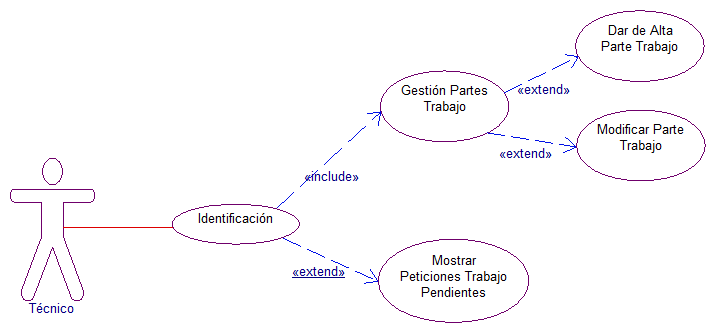 Dar de Alta
Parte Trabajo
Gestión Partes
Trabajo
«extend»
Modificar Parte
Trabajo
«extend»
«include»
Identificación
Mostrar
Peticiones Trabajo
Pendientes
«extend»
Técnico